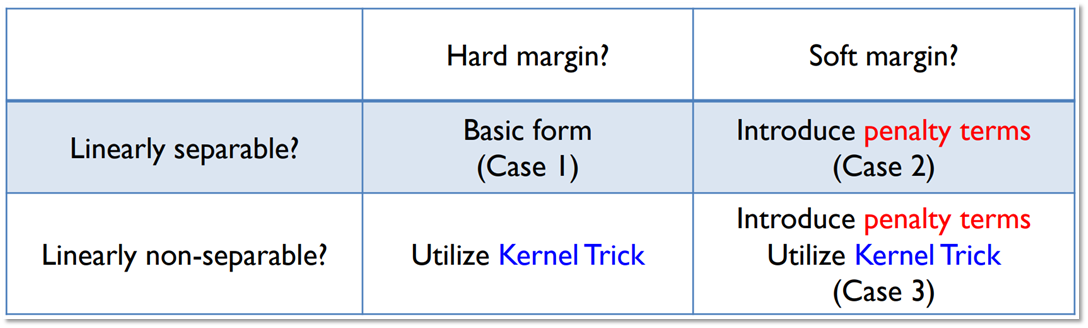 Hard margin?
Soft margin?
Linearly separable?
Basic form
(Case 1)
Introduce penalty terms
(Case 2)
Linearly non-separable?
Utilize Kernel Trick
Introduce penalty terms
Utilize Kernel Trick
(Case 3)